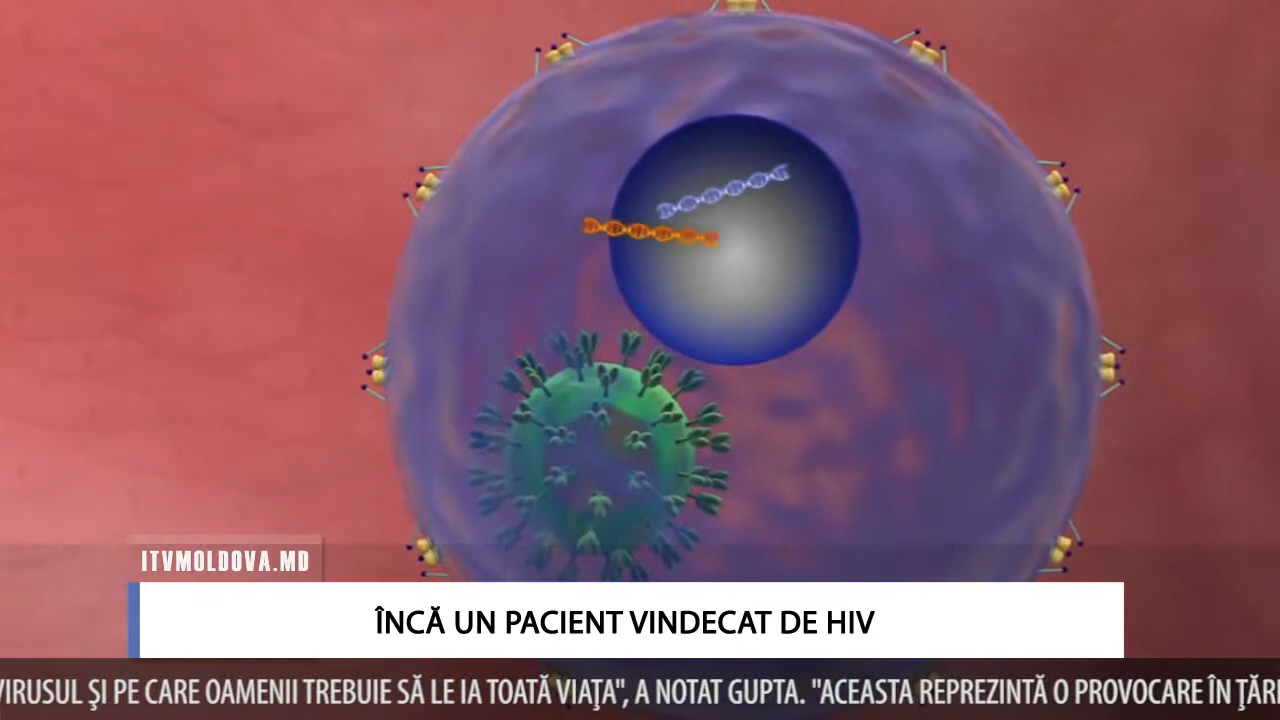 ITVMOLDOVA.MD
ÎNCĂ UN PACIENT VINDECAT DE HIV
VIRUSUL ŞI PE CARE OAMENII TREBUIE SĂ LE IA TOATĂ VIAŢA", A NOTAT GUPTA. "ACEASTA REPREZINTĂ O PROVOCARE ÎN